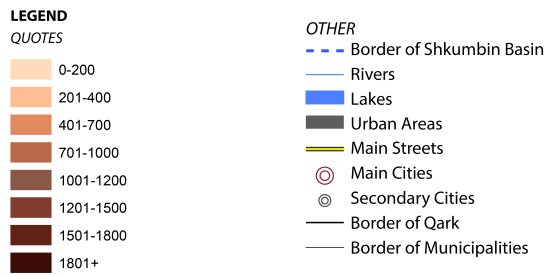 LEGEND
QUOTES
0-200
201-400
401-700
701-1000
1001-1200
1201-1500
1501-1800
1801+
OTHER
Border of Shkumbin Basin
Rivers
Lakes
Urban Areas
Main Streets
Main Cities
Secondary Cities
Border of Qark
Border of Municipalities